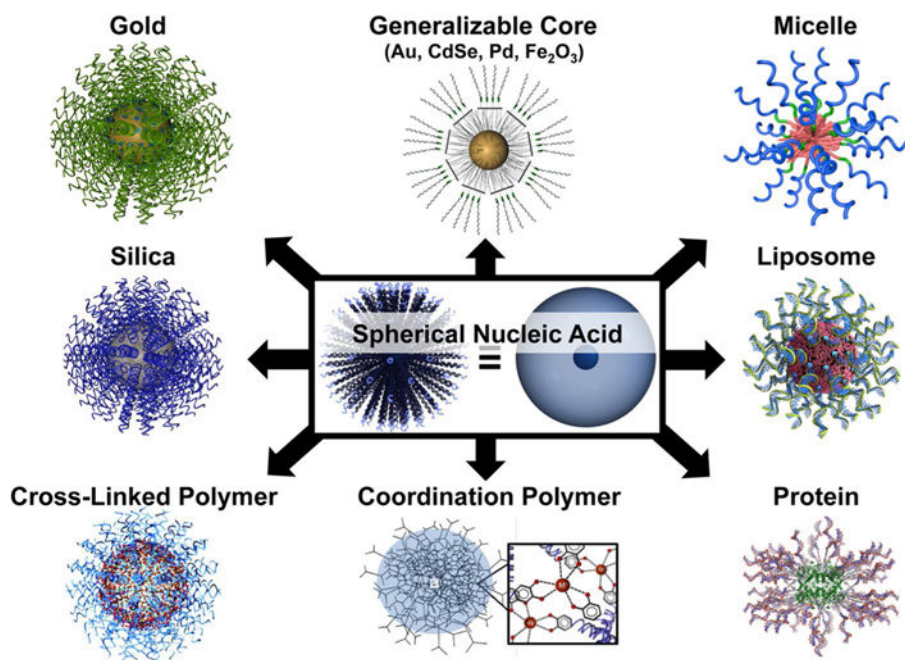 Gold
Generalizable Core
(Au, CdSe, Pd, Fe₂O₃)
Micelle
Silica
Liposome
Spherical Nucleic Acid
=
Cross-Linked Polymer
Coordination Polymer
Protein